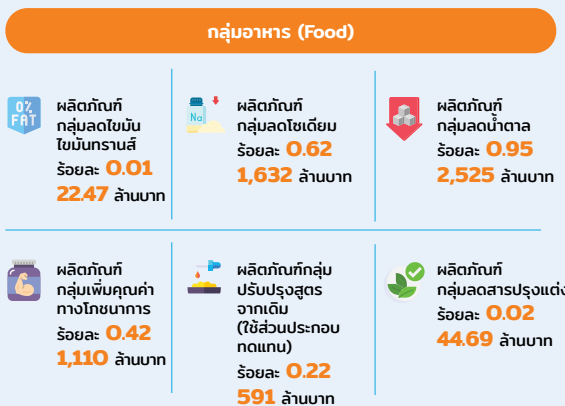 กลุ่มอาหาร (Food)
0%
FAT
ผลิตภัณฑ์
กลุ่มลดไขมัน
ไขมันทรานส์
ร้อยละ 0.01
22.47 ล้านบาท
Na
ผลิตภัณฑ์
กลุ่มลดโซเดียม
ร้อยละ 0.62
1,632 ล้านบาท
ผลิตภัณฑ์
กลุ่มลดน้ำตาล
ร้อยละ 0.95
2,525 ล้านบาท
ผลิตภัณฑ์
กลุ่มเพิ่มคุณค่า
ทางโภชนาการ
ร้อยละ 0.42
1,110 ล้านบาท
ผลิตภัณฑ์กลุ่ม
ปรับปรุงสูตร
จากเดิม
(ใช้ส่วนประกอบ
ทดแทน)
ร้อยละ 0.22
591 ล้านบาท
ผลิตภัณฑ์
กลุ่มลดสารปรุงแต่ง
ร้อยละ 0.02
44.69 ล้านบาท